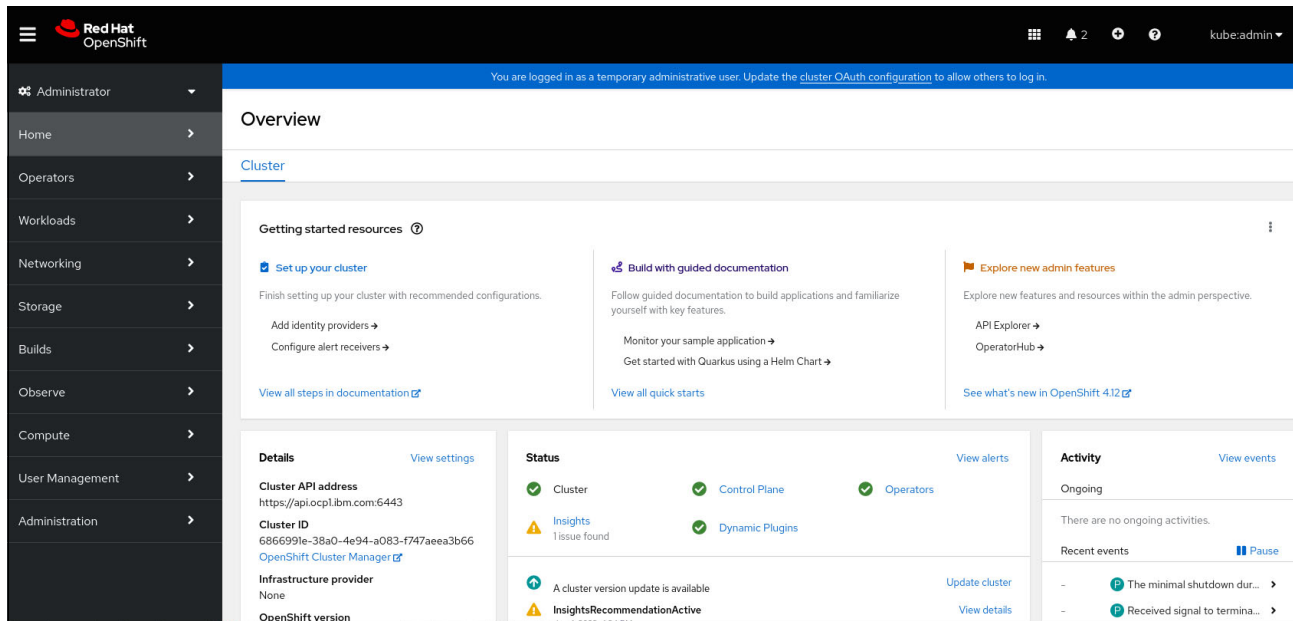 Red Hat
OpenShift
2
kube:admin
You are logged in as a temporary administrative user. Update the cluster OAuth configuration to allow others to log in.
Administrator
Home
Operators
Workloads
Networking
Storage
Builds
Observe
Compute
User Management
Administration
Overview
Cluster
Getting started resources
Set up your cluster
Finish setting up your cluster with recommended configurations.
Add identity providers
Configure alert receivers
View all steps in documentation
Build with guided documentation
Follow guided documentation to build applications and familiarize
yourself with key features.
Monitor your sample application
Get started with Quarkus using a Helm Chart
View all quick starts
Explore new admin features
Explore new features and resources within the admin perspective.
API Explorer
OperatorHub
See what's new in OpenShift 4.12
Details
View settings
Cluster API address
https://api.ocp1.ibm.com:6443
Cluster ID
6866991e-38a0-4e94-a083-f747aeea3b66
OpenShift Cluster Manager
Infrastructure provider
None
OpenShift version
Status
View alerts
Cluster
Control Plane
Operators
Insights
1 issue found
Dynamic Plugins
A cluster version update is available
Update cluster
InsightsRecommendationActive
View details
Activity
View events
Ongoing
There are no ongoing activities.
Recent events
Pause
- P The minimal shutdown dur...
- P Received signal to termina...